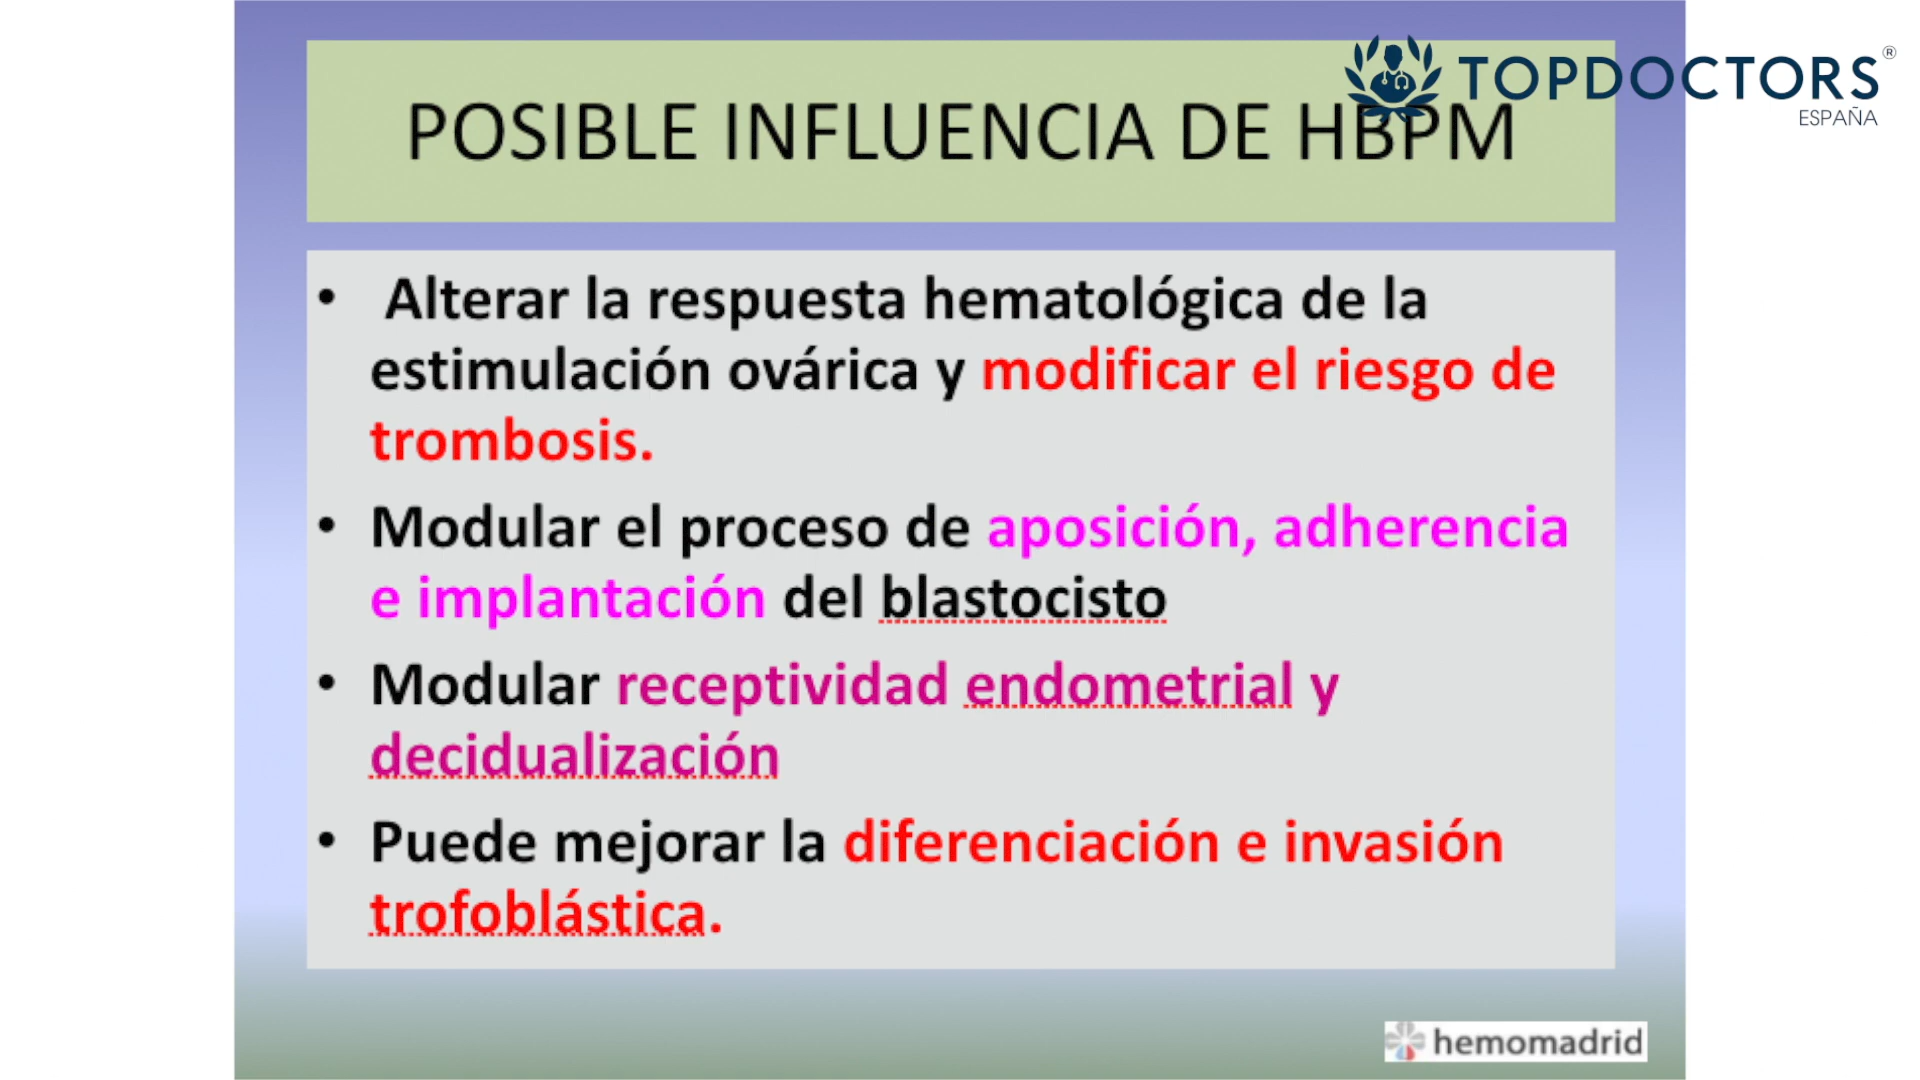 TOPDOCTORS®
ESPAÑA
POSIBLE INFLUENCIA DE HBPM
• Alterar la respuesta hematológica de la
estimulación ovárica y modificar el riesgo de
trombosis.
• Modular el proceso de aposición, adherencia
e implantación del blastocisto
• Modular receptividad endometrial y
decidualización
• Puede mejorar la diferenciación e invasión
trofoblástica.
hemomadrid